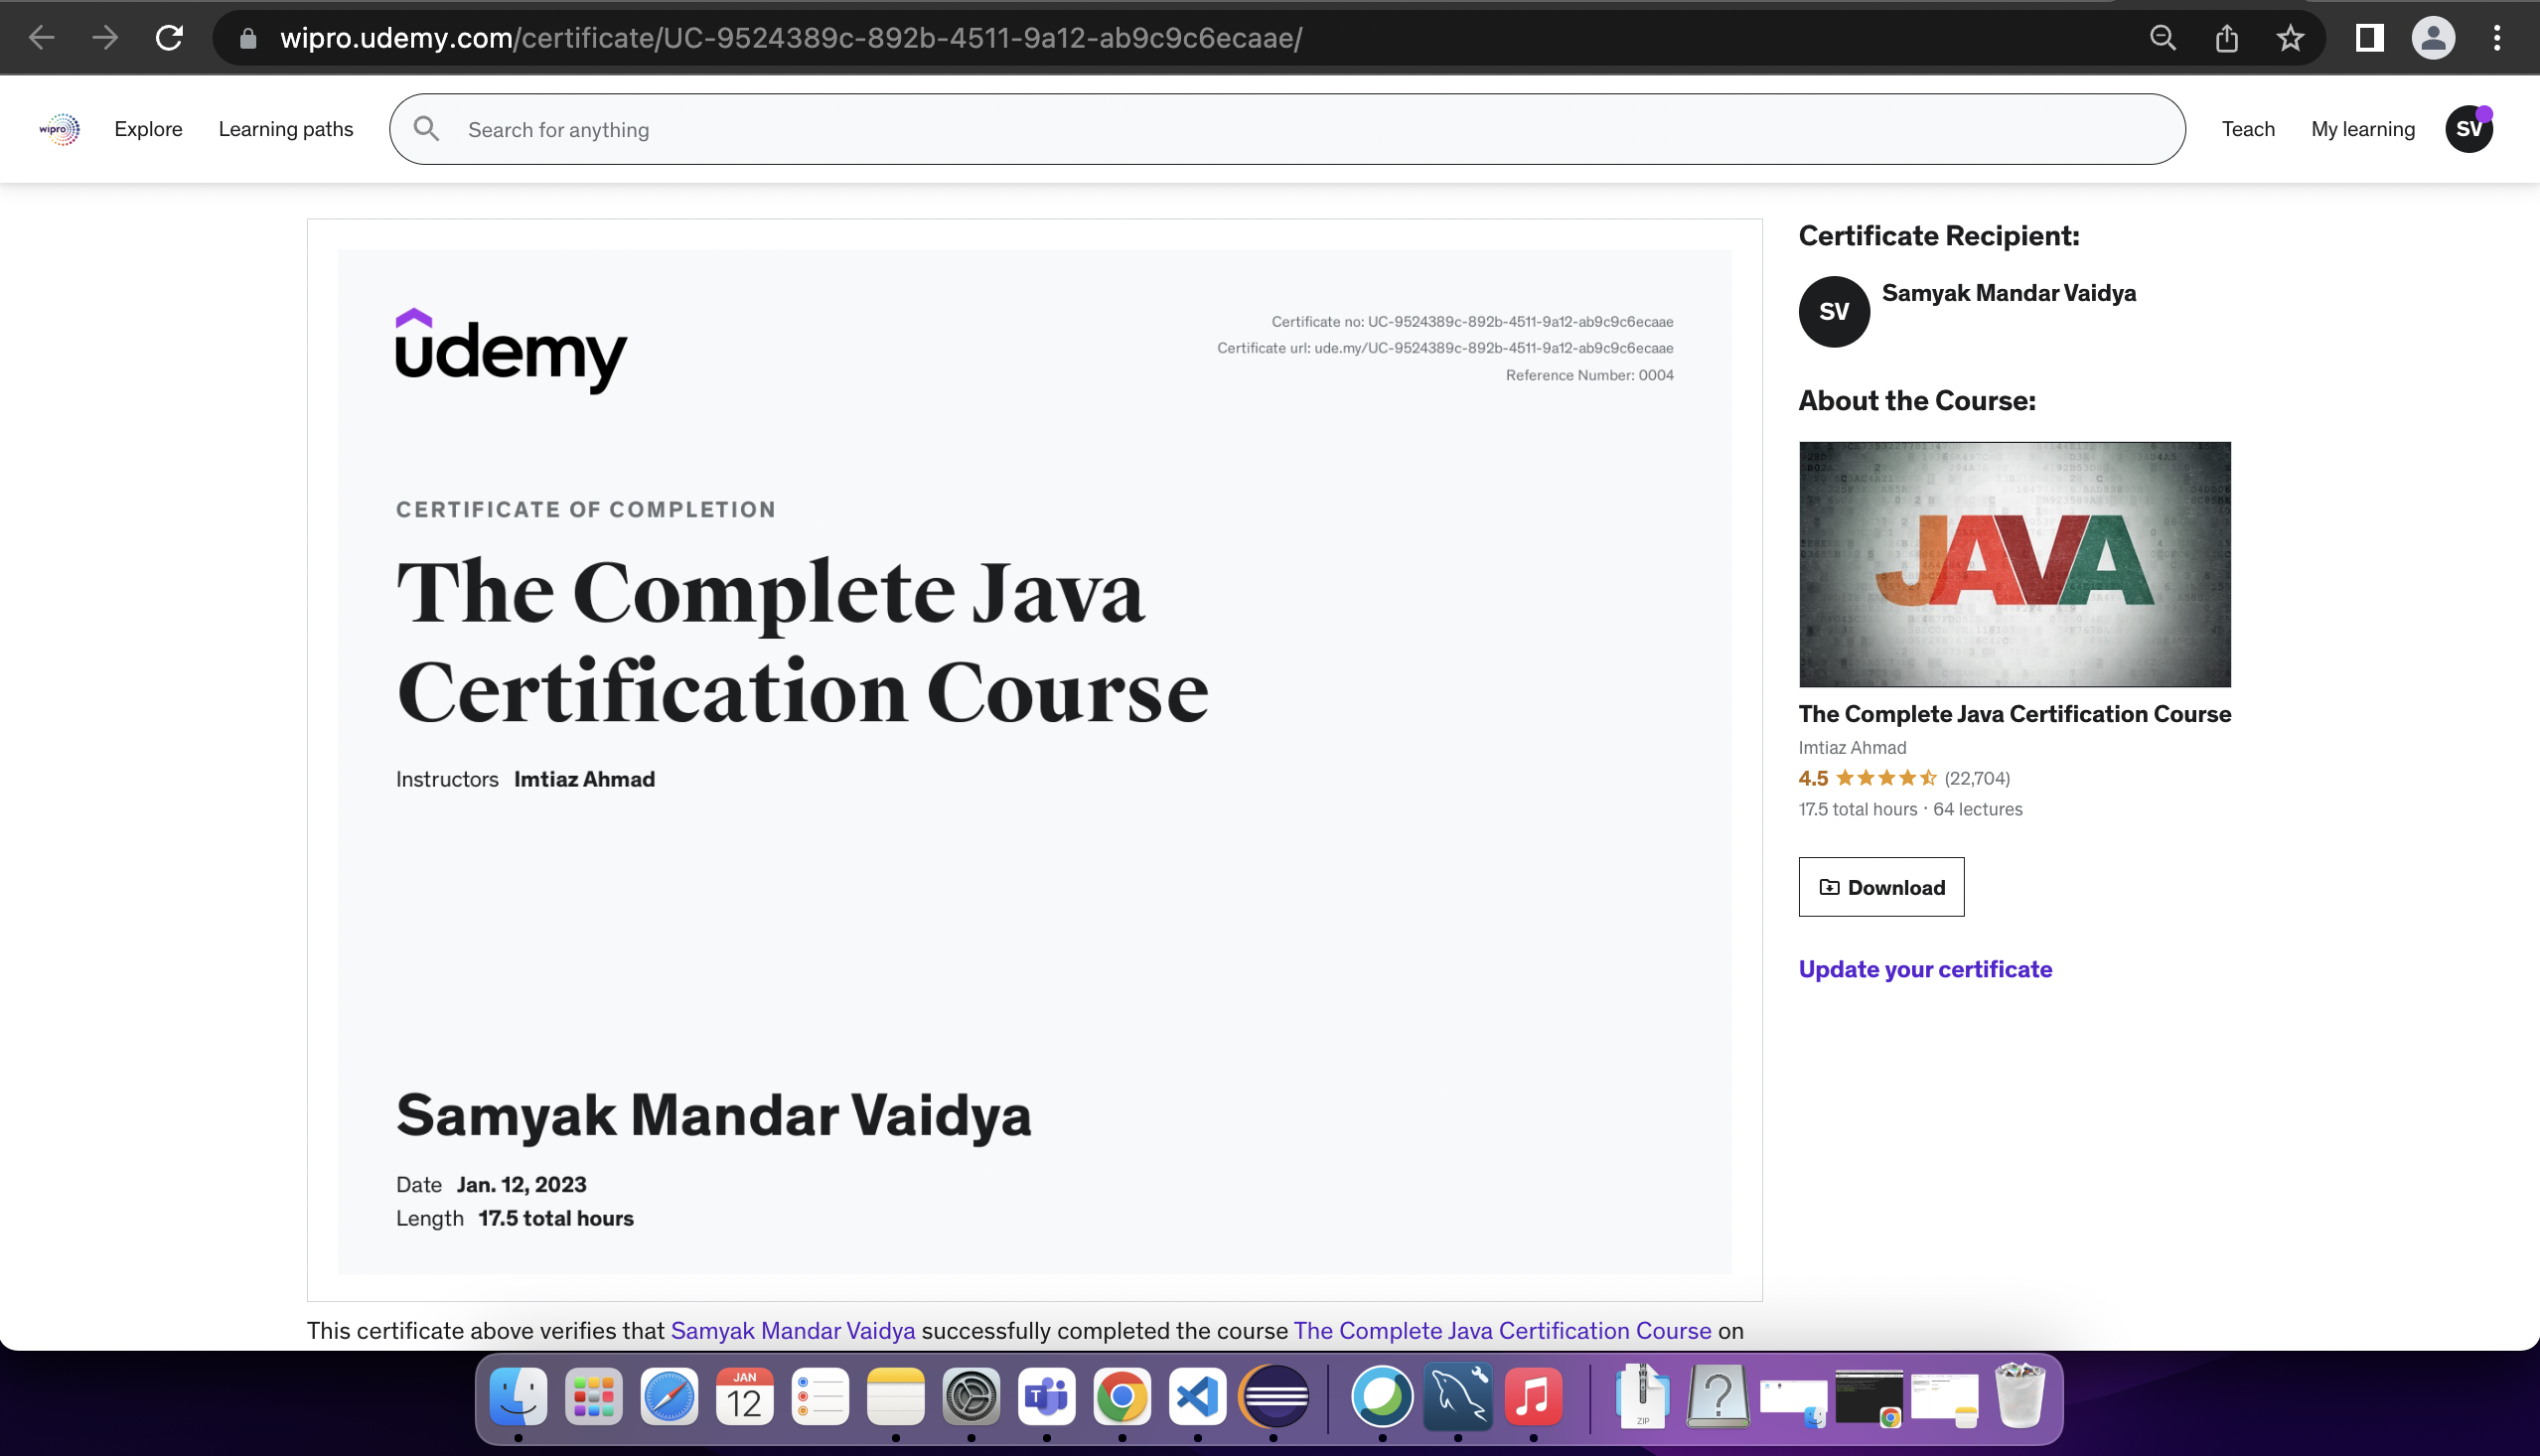 wipro.udemy.com/certificate/UC-9524389c-892b-4511-9a12-ab9c9c6ecaae/
wipro
Explore
Learning paths
Search for anything
Teach
My learning
SV
udemy
Certificate no: UC-9524389c-892b-4511-9a12-ab9c9c6ecaae
Certificate url: ude.my/UC-9524389c-892b-4511-9a12-ab9c9c6ecaae
Reference Number: 0004
CERTIFICATE OF COMPLETION
The Complete Java
Certification Course
Instructors Imtiaz Ahmad
Samyak Mandar Vaidya
Date Jan. 12, 2023
Length 17.5 total hours
Certificate Recipient:
SV
Samyak Mandar Vaidya
About the Course:
JAVA
The Complete Java Certification Course
Imtiaz Ahmad
4.5 (22,704)
17.5 total hours · 64 lectures
Download
Update your certificate
This certificate above verifies that Samyak Mandar Vaidya successfully completed the course The Complete Java Certification Course on
JAN
12
T
ZIP
?